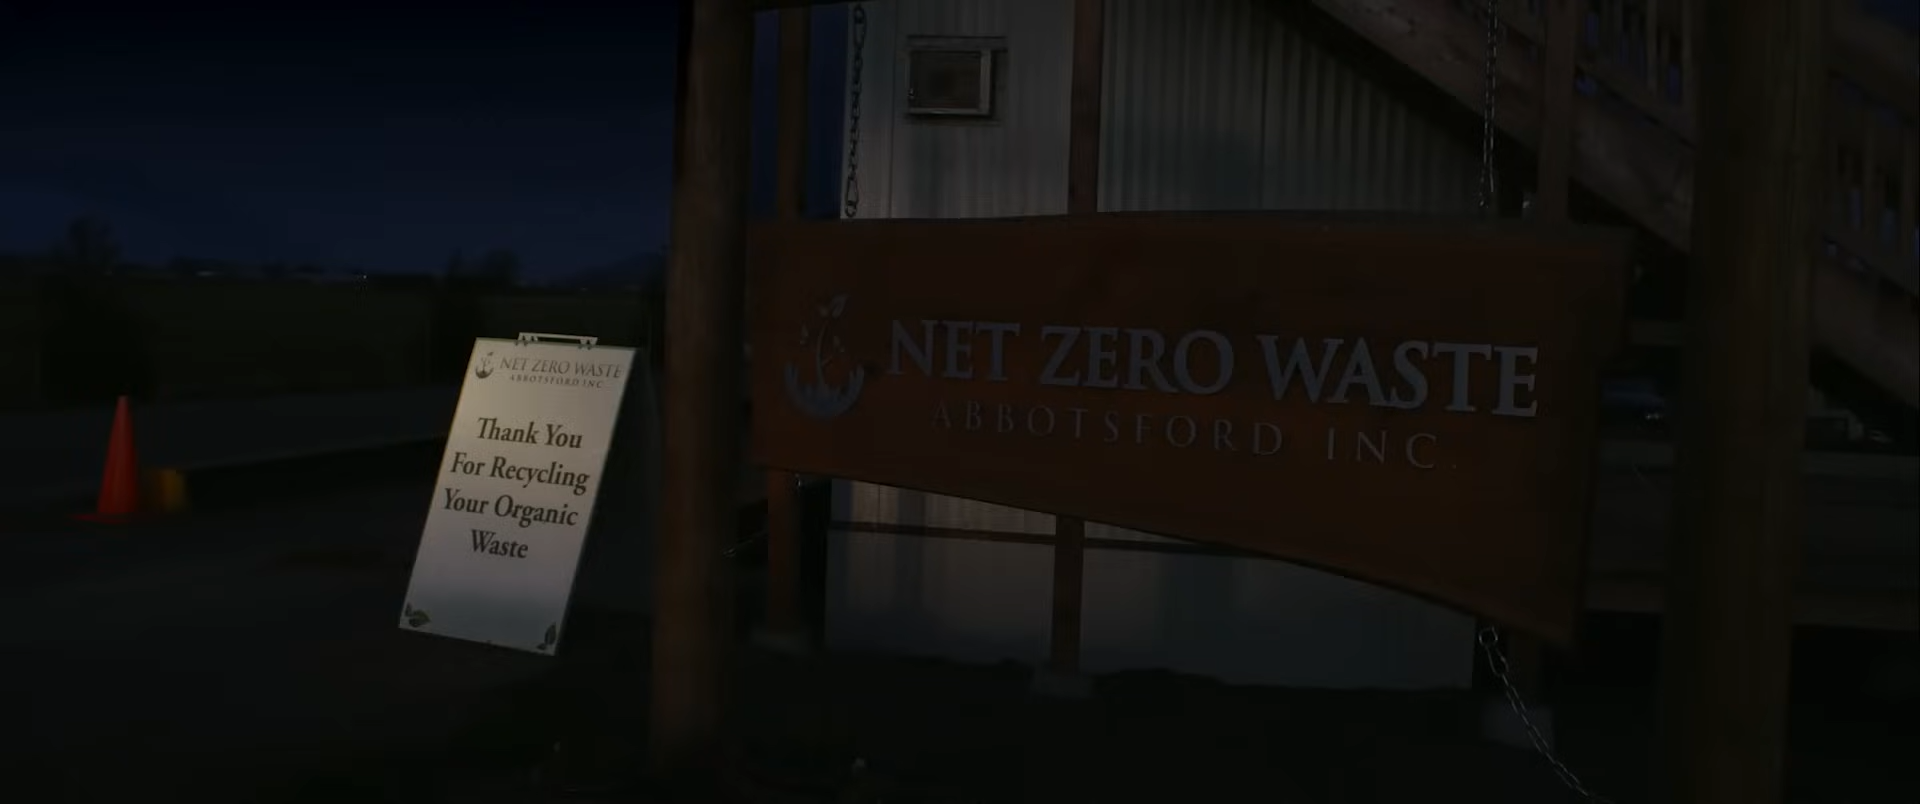 NET ZERO WASTE
ABBOTSFORD INC.
Thank You
For Recycling
Your Organic
Waste
NET ZERO WASTE
ABBOTSFORD INC.